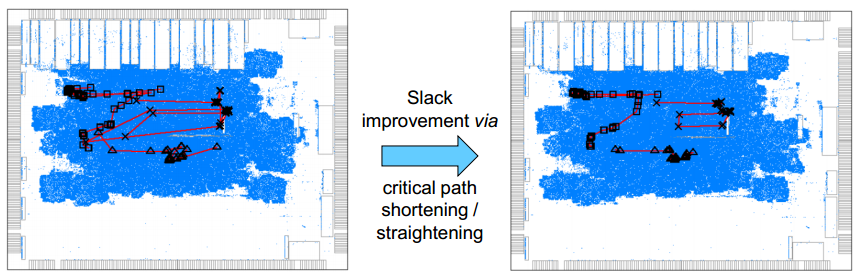 Slack
improvement via
critical path
shortening /
straightening